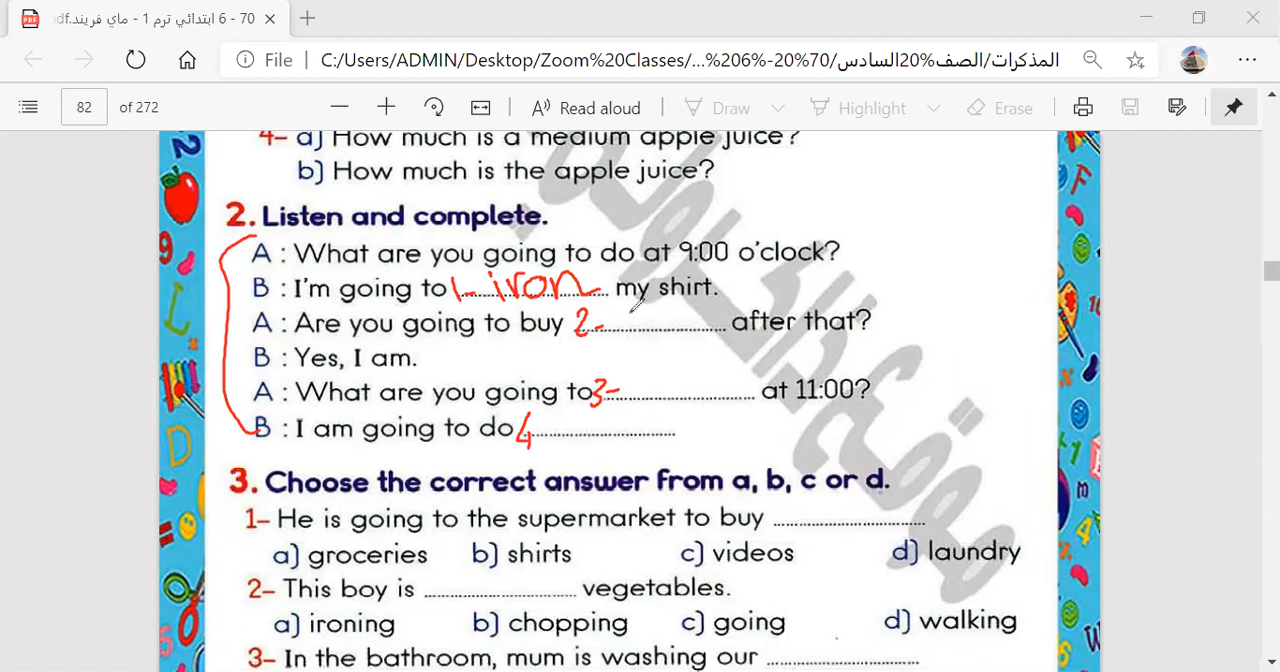 70 - 6 ابتدائي ترم 1 - ماي فريند.pdf
File C:/Users/ADMIN/Desktop/Zoom%20Classes/المذكرات/الصف%20السادس/70%20-%206%...
82 of 272 Read aloud Draw Highlight Erase
4- a) How much is a medium apple juice?
b) How much is the apple juice?
2. Listen and complete.
A : What are you going to do at 9:00 o'clock?
B : I'm going to 1- iron my shirt.
A : Are you going to buy 2- .................... after that?
B : Yes, I am.
A : What are you going to 3- .................... at 11:00?
B : I am going to do 4 ....................
3. Choose the correct answer from a, b, c or d.
1- He is going to the supermarket to buy ....................
a) groceries b) shirts c) videos d) laundry
2- This boy is .................... vegetables.
a) ironing b) chopping c) going d) walking
3- In the bathroom, mum is washing our ....................